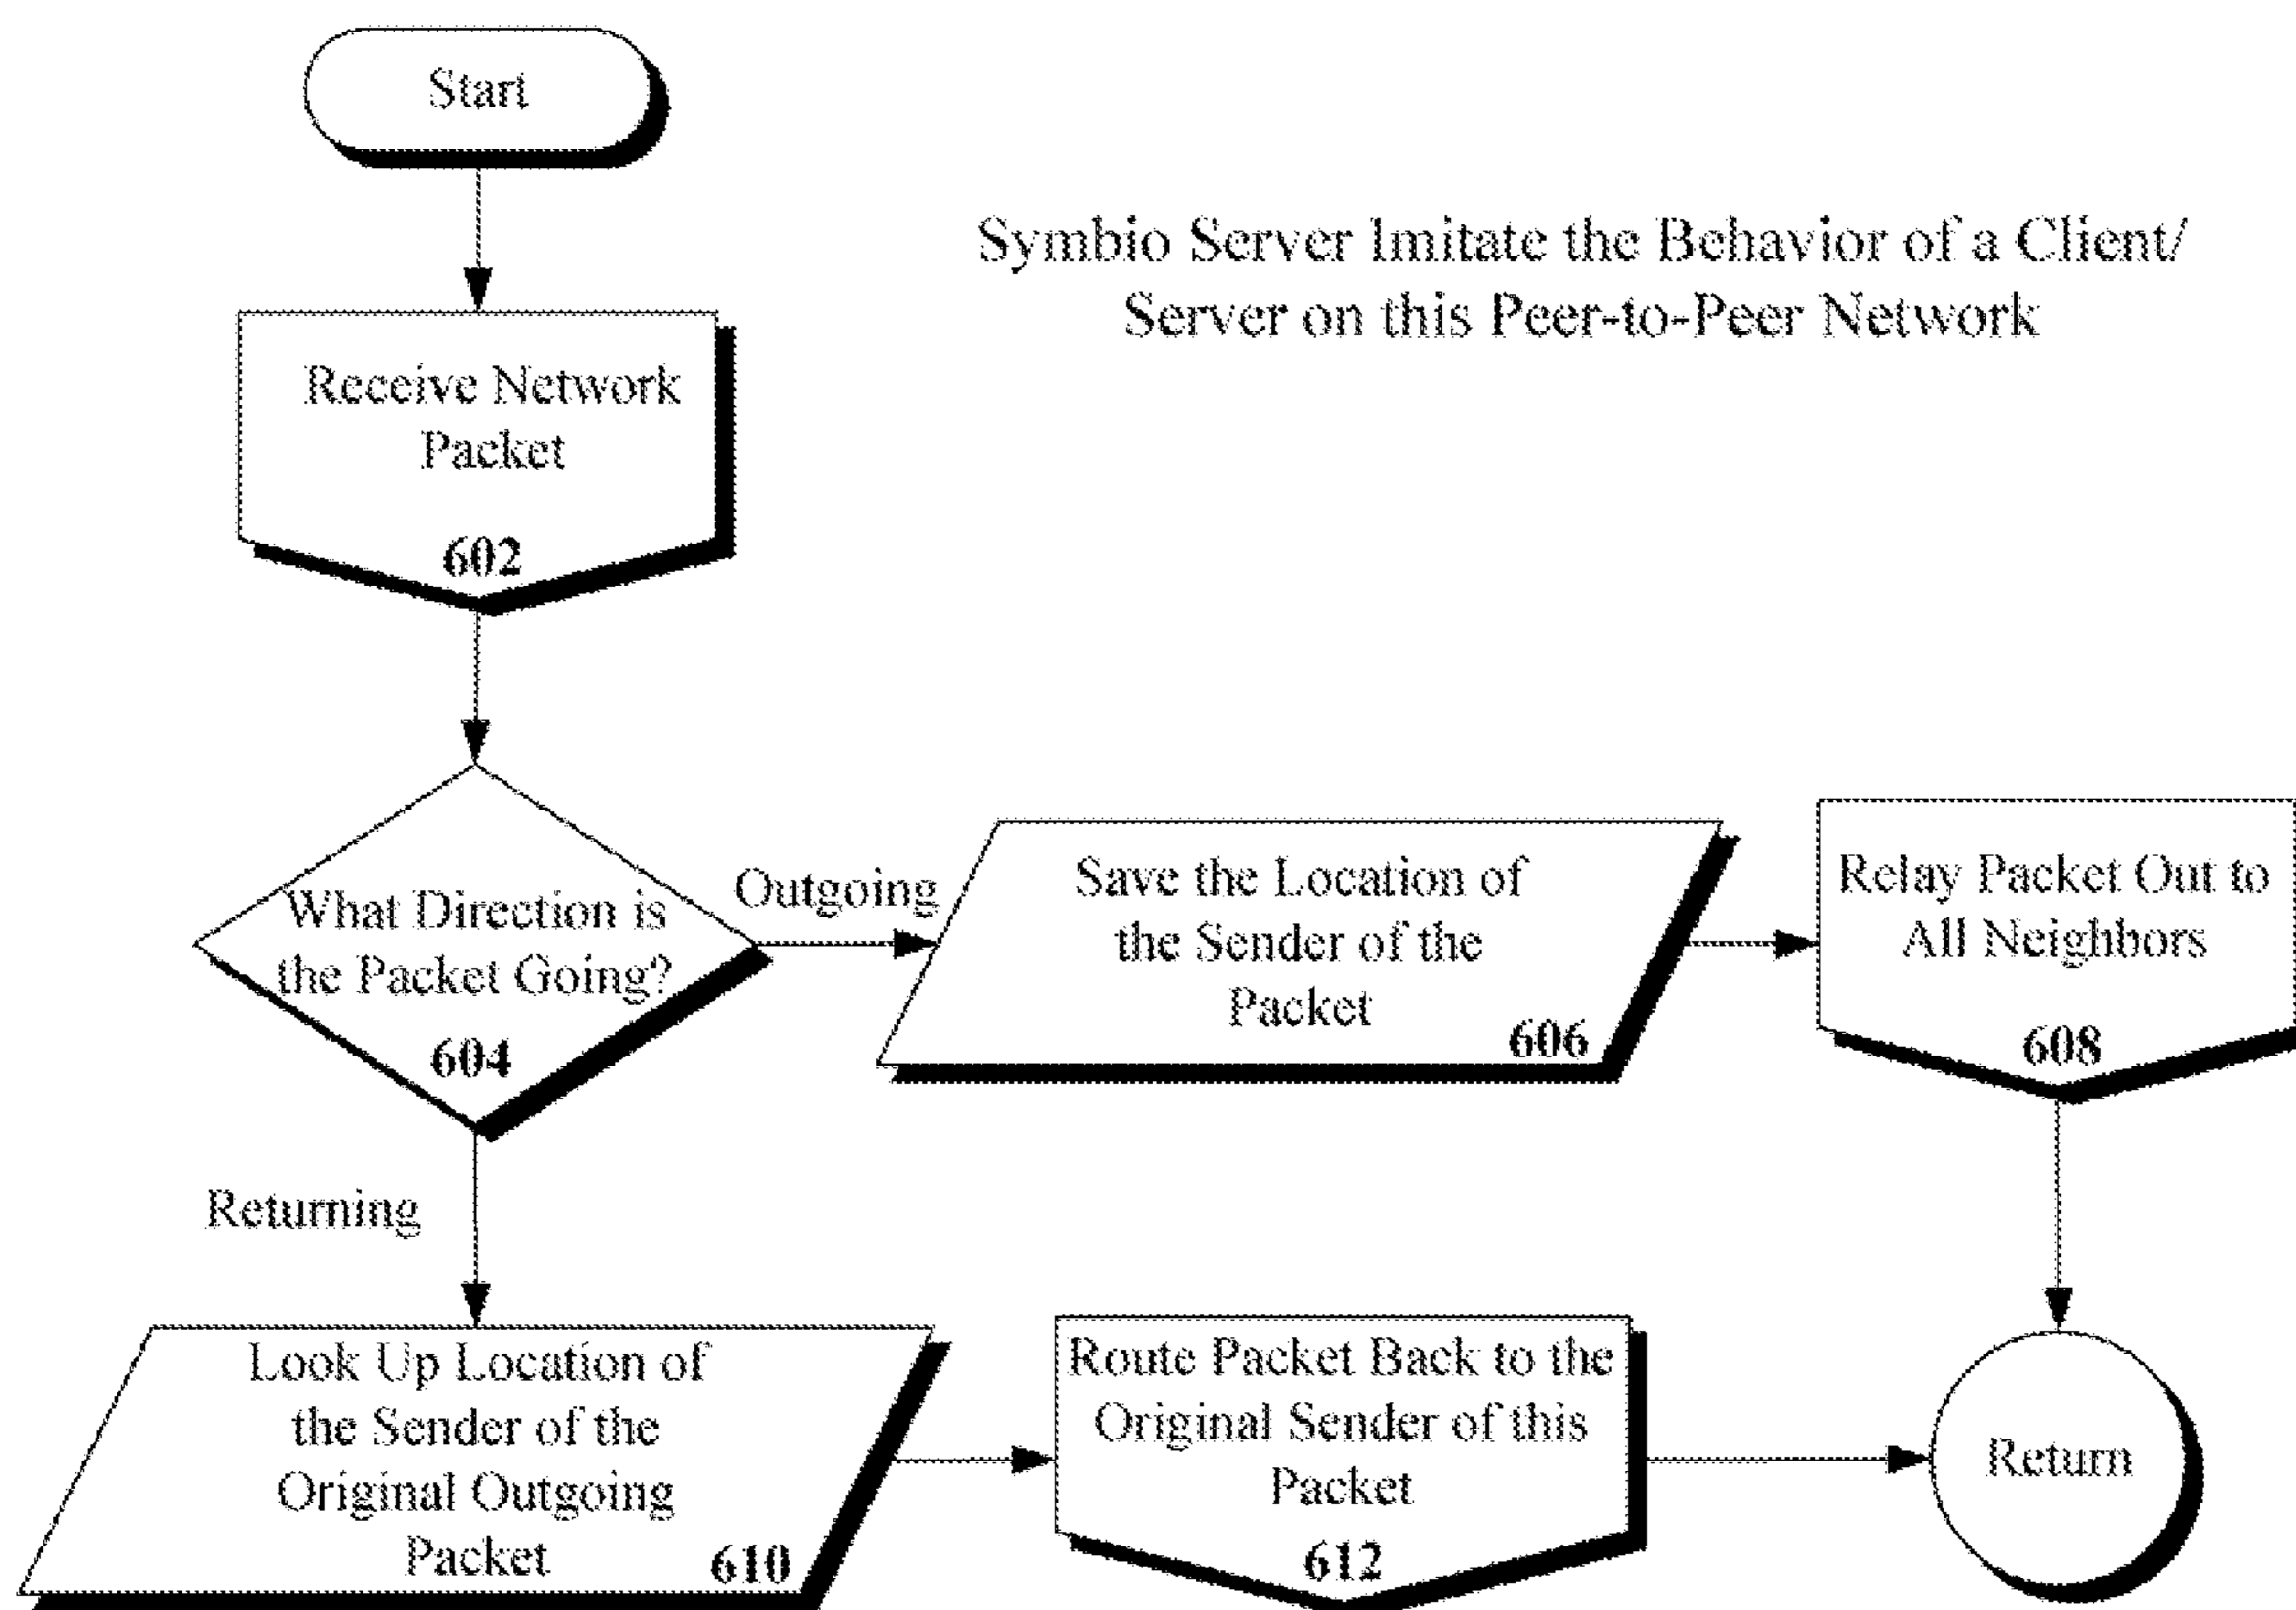 Start
Symbio Server Imitate the Behavior of a Client/
Server on this Peer-to-Peer Network
Receive Network
Packet
602
What Direction is
the Packet Going?
604
Outgoing
Save the Location of
the Sender of the
Packet
606
Relay Packet Out to
All Neighbors
608
Returning
Look Up Location of
the Sender of the
Original Outgoing
Packet
610
Route Packet Back to the
Original Sender of this
Packet
612
Return